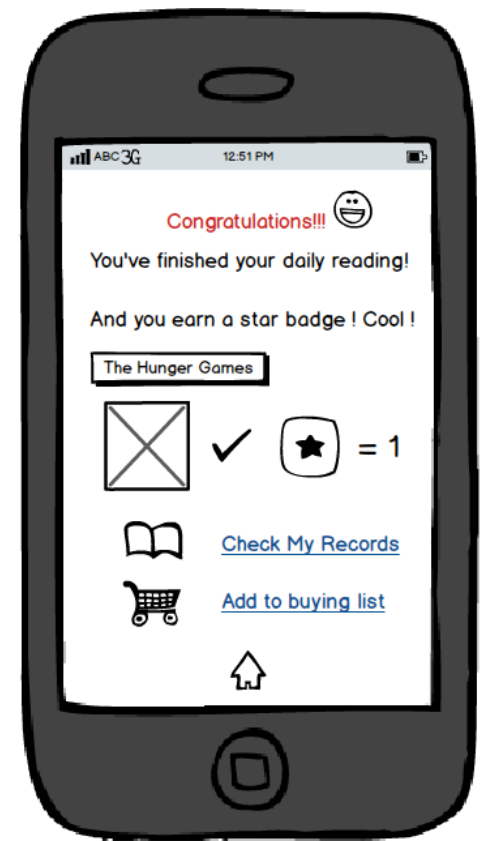 ABC 3G 12:51 PM
Congratulations!!!
You've finished your daily reading!
And you earn a star badge ! Cool !
The Hunger Games
= 1
Check My Records
Add to buying list